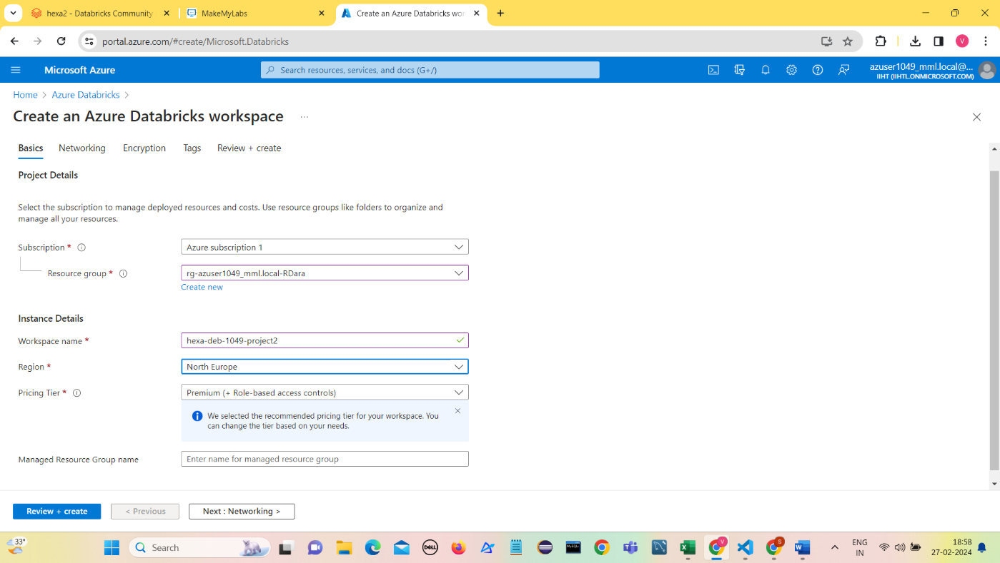 hexa2 - Databricks Community
MakeMyLabs
Create an Azure Databricks wor
portal.azure.com/#create/Microsoft.Databricks
V
Microsoft Azure
Search resources, services, and docs (G+/)
azuser1049_mml.local@...
IIHT (IIHTL.ONMICROSOFT.COM)
Home > Azure Databricks >
Create an Azure Databricks workspace ...
Basics Networking Encryption Tags Review + create
Project Details
Select the subscription to manage deployed resources and costs. Use resource groups like folders to organize and
manage all your resources.
Subscription *
Azure subscription 1
Resource group *
rg-azuser1049_mml.local-RDara
Create new
Instance Details
Workspace name *
hexa-deb-1049-project2
Region *
North Europe
Pricing Tier *
Premium (+ Role-based access controls)
We selected the recommended pricing tier for your workspace. You
can change the tier based on your needs.
Managed Resource Group name
Enter name for managed resource group
Review + create
< Previous
Next : Networking >
33°
Search
DELL
MySQL
V
S
ENG
IN
18:58
27-02-2024